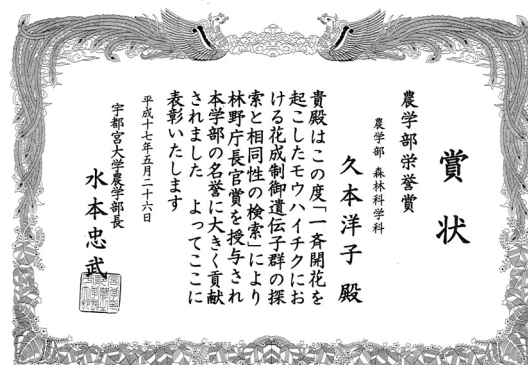 賞状
農学部栄誉賞
農学部 森林科学科
久本洋子 殿
貴殿はこの度「一斉開花を
起こしたモウハイチクにお
ける花成制御遺伝子群の探
索と相同性の検索」により
林野庁長官賞を授与され
本学部の名誉に大きく貢献
されました よってここに
表彰いたします
平成十七年五月二十六日
宇都宮大学農学部長
水本忠武